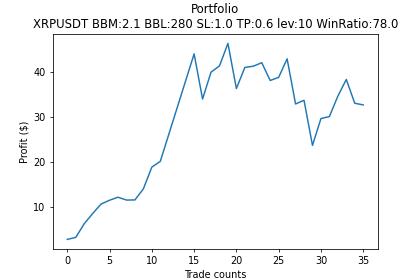 Portfolio
XRPUSDT BBM:2.1 BBL:280 SL:1.0 TP:0.6 lev:10 WinRatio:78.0
Profit ($)
40
30
20
10
0 5 10 15 20 25 30 35
Trade counts